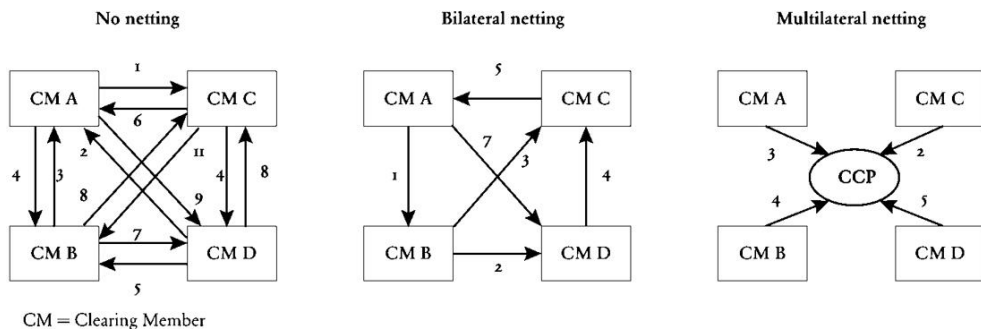 No netting Bilateral netting Multilateral netting
1 5
CM A CM C CM A CM C CM A CM C
6
2 11 7 3 2
4 3 4 8 1 3 4 CCP
8 9 4 5
7
CM B CM D CM B CM D CM B CM D
5 2
CM = Clearing Member